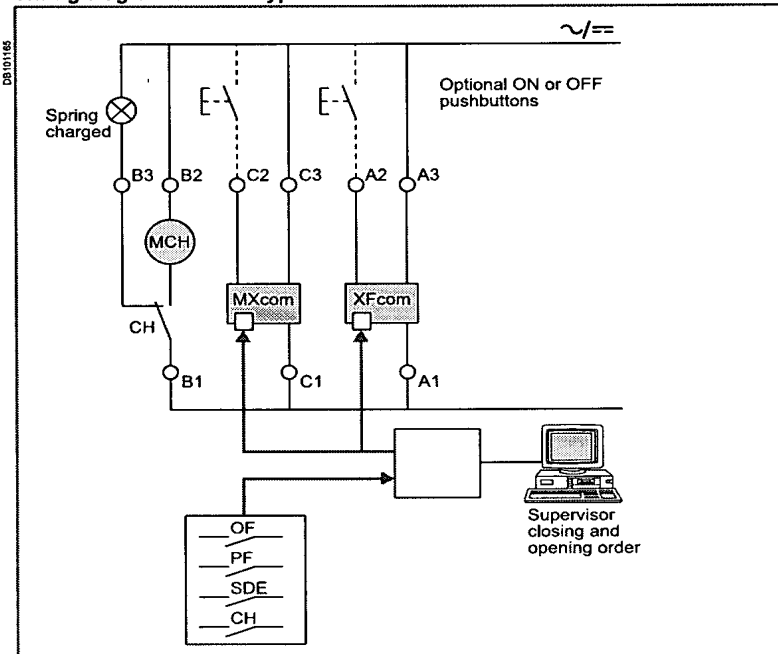 DB101165
Optional ON or OFF
pushbuttons
Spring
charged
B3
B2
C2
C3
A2
A3
MCH
MXcom
XFcom
CH
B1
C1
A1
OF
PF
SDE
CH
Supervisor
closing and
opening order